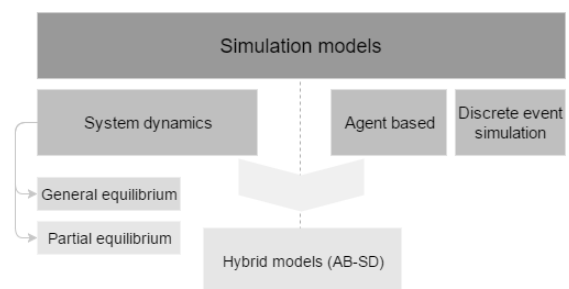 Simulation models
System dynamics
Agent based
Discrete event
simulation
General equilibrium
Partial equilibrium
Hybrid models (AB-SD)